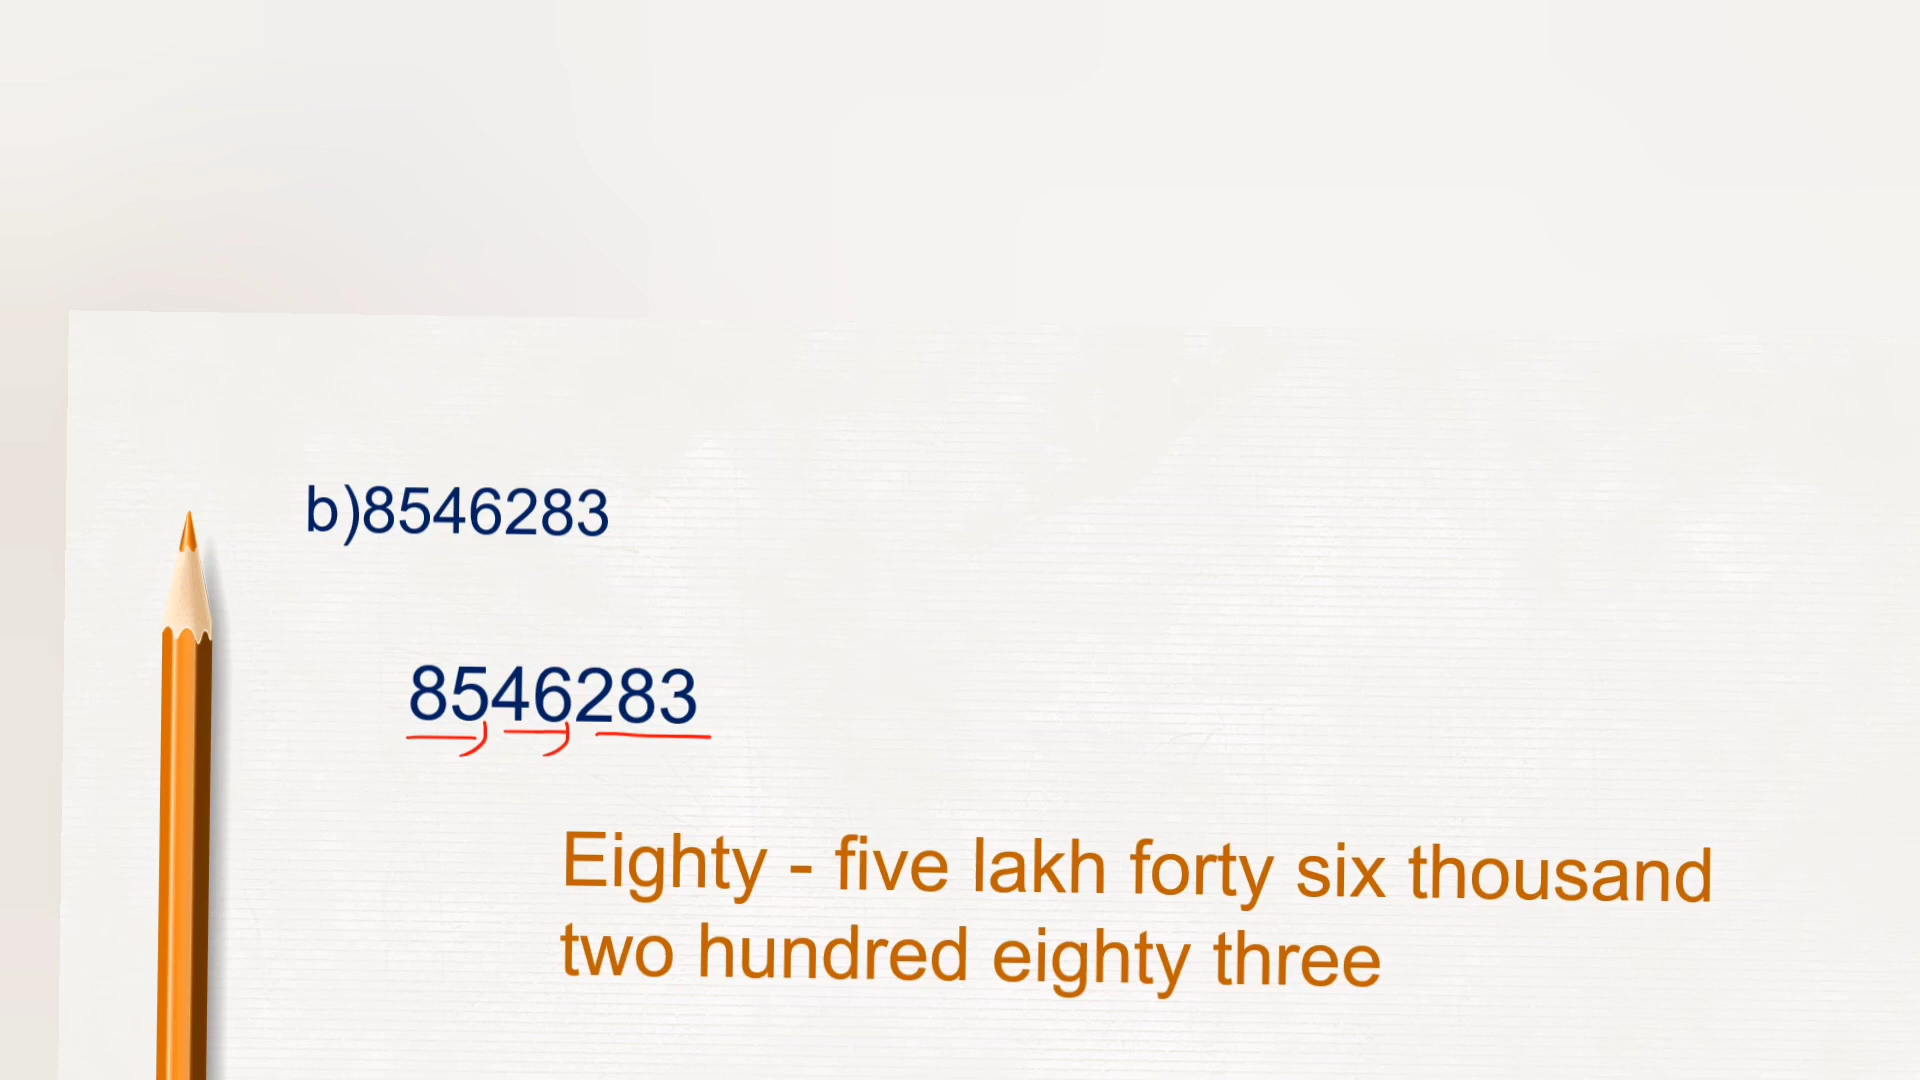 b)8546283
8546283
Eighty - five lakh forty six thousand
two hundred eighty three